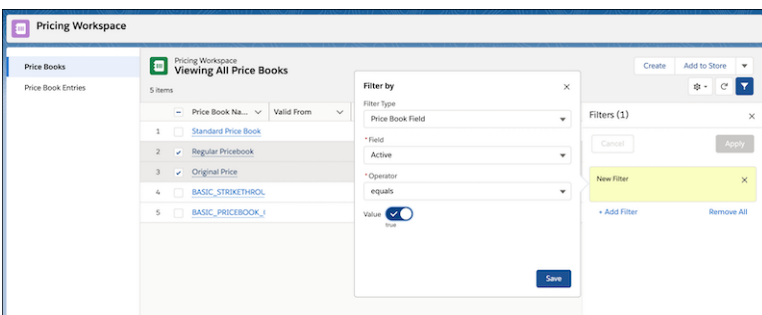 Pricing Workspace
Price Books
Price Book Entries
Pricing Workspace
Viewing All Price Books
5 items
Create
Add to Store
Price Book Na...
Valid From
1 Standard Price Book
2 Regular Pricebook
3 Original Price
4 BASIC_STRIKETHROL
5 BASIC_PRICEBOOK_
Filter by
Filter Type
Price Book Field
*Field
Active
*Operator
equals
Value
true
Save
Filters (1)
Cancel
Apply
New Filter
+ Add Filter
Remove All